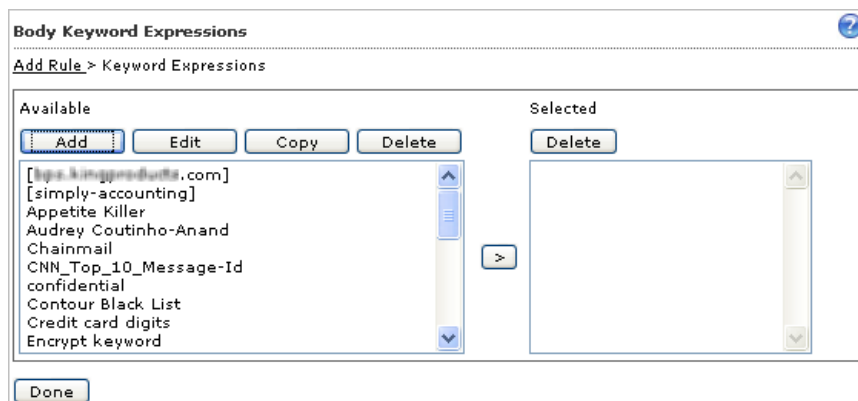 Body Keyword Expressions
?
Add Rule > Keyword Expressions
Available
Selected
Add Edit Copy Delete
Delete
[ .com]
[simply-accounting]
Appetite Killer
Audrey Coutinho-Anand
Chainmail
CNN_Top_10_Message-Id
confidential
Contour Black List
Credit card digits
Encrypt keyword
>
Done